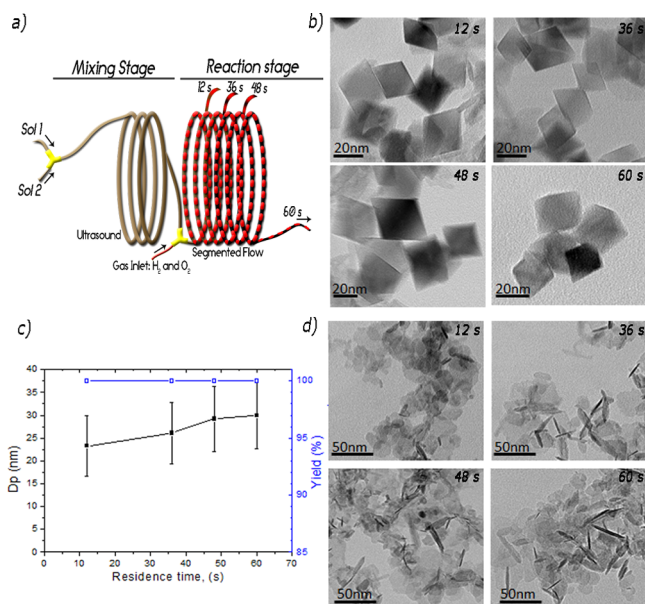 a)
Mixing Stage
Reaction stage
12 s
36 s
48 s
Sol 1
Sol 2
60 s
Ultrasound
Segmented Flow
Gas Inlet: H2 and O2
b)
12 s
36 s
20nm
20nm
48 s
60 s
20nm
20nm
c)
40
35
30
25
20
15
10
5
0
Dp (nm)
100
95
90
85
Yield (%)
0 10 20 30 40 50 60 70
Residence time, (s)
d)
12 s
36 s
50nm
50nm
48 s
60 s
50nm
50nm